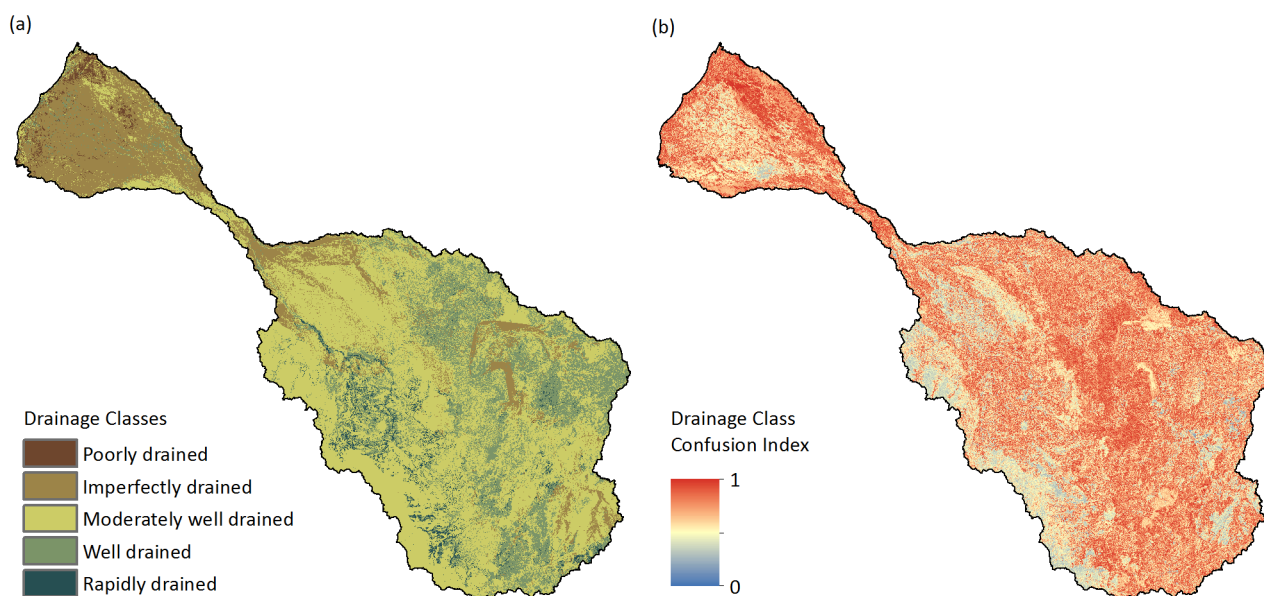 (a)
(b)
Drainage Classes
Poorly drained
Imperfectly drained
Moderately well drained
Well drained
Rapidly drained
Drainage Class
Confusion Index
1
0